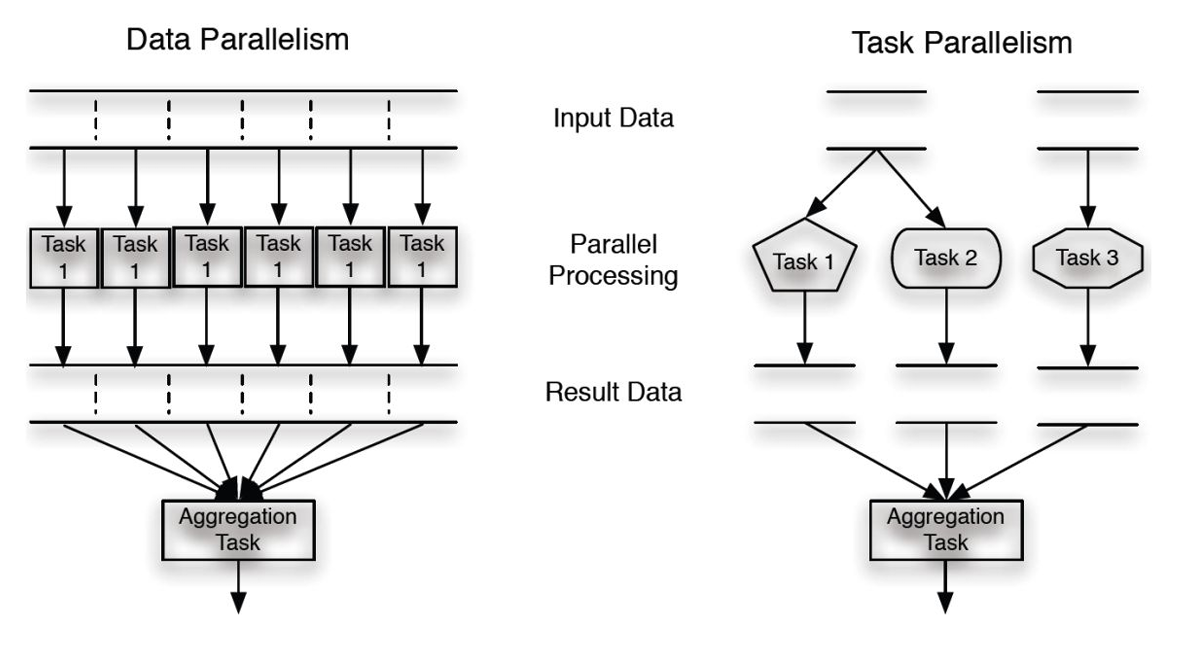 Data Parallelism
Task Parallelism
Input Data
Parallel
Processing
Task
1
Task
1
Task
1
Task
1
Task
1
Task
1
Task 1
Task 2
Task 3
Result Data
Aggregation
Task
Aggregation
Task